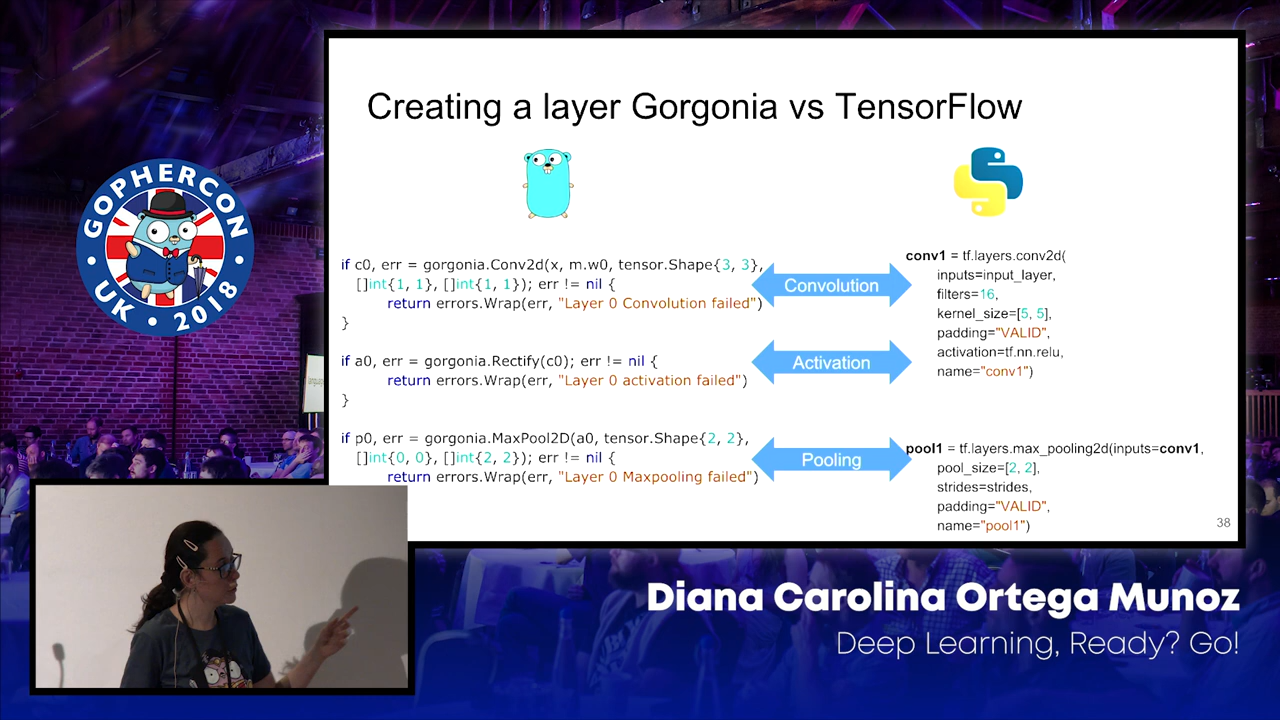 Creating a layer Gorgonia vs TensorFlow
GOPHERCON
UK • 2018
if c0, err = gorgonia.Conv2d(x, m.w0, tensor.Shape{3, 3},
[]int{1, 1}, []int{1, 1}); err != nil {
return errors.Wrap(err, "Layer 0 Convolution failed")
}
if a0, err = gorgonia.Rectify(c0); err != nil {
return errors.Wrap(err, "Layer 0 activation failed")
}
if p0, err = gorgonia.MaxPool2D(a0, tensor.Shape{2, 2},
[]int{0, 0}, []int{2, 2}); err != nil {
return errors.Wrap(err, "Layer 0 Maxpooling failed")
Convolution
Activation
Pooling
conv1 = tf.layers.conv2d(
inputs=input_layer,
filters=16,
kernel_size=[5, 5],
padding="VALID",
activation=tf.nn.relu,
name="conv1")
pool1 = tf.layers.max_pooling2d(inputs=conv1,
pool_size=[2, 2],
strides=strides,
padding="VALID",
name="pool1")
38
Diana Carolina Ortega Munoz
Deep Learning, Ready? Go!